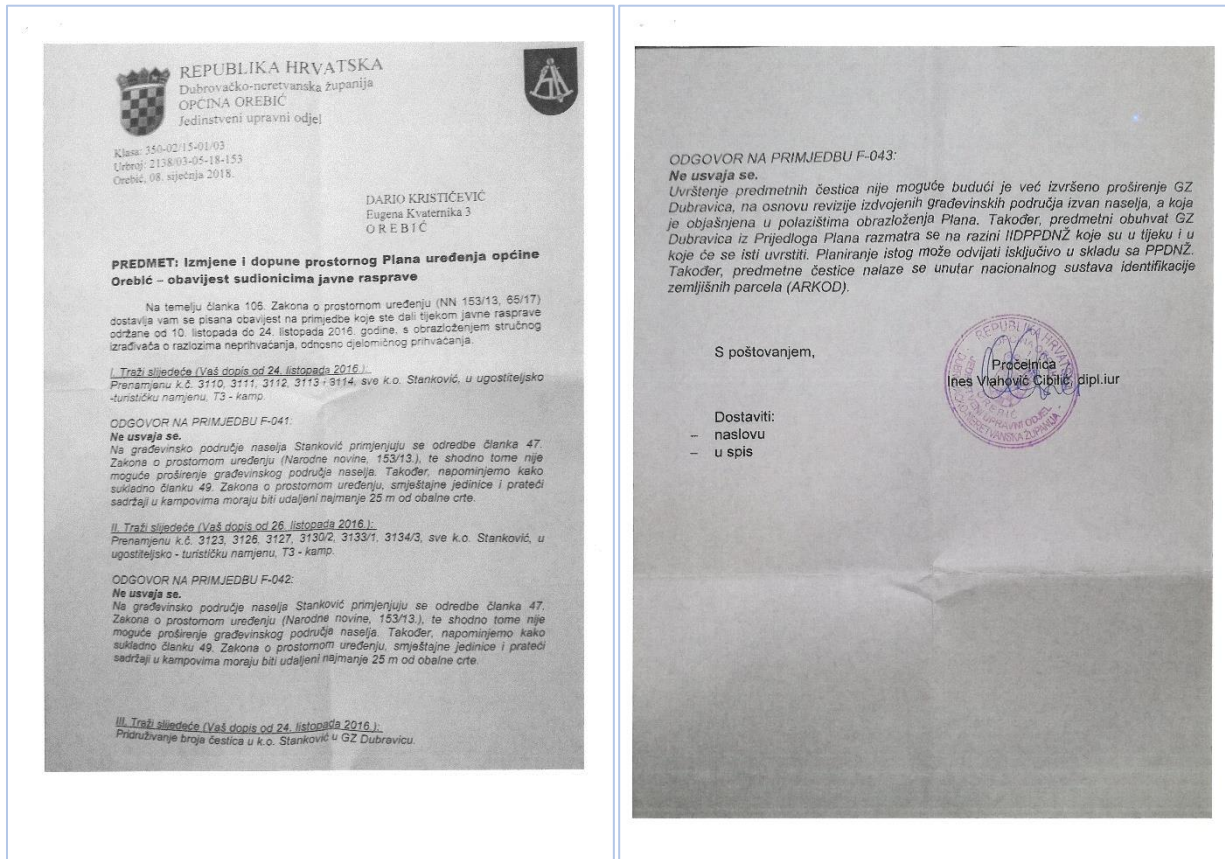 REPUBLIKA HRVATSKA
Dubrovačko-neretvanska županija
OPĆINA OREBIĆ
Jedinstveni upravni odjel
Klasa: 350-02/15-01/03
Urbroj: 2138/03-05-18-153
Orebić, 08. siječnja 2018.
DARIO KRISTIČEVIĆ
Eugena Kvaternika 3
O R E B I Ć
PREDMET: Izmjene i dopune prostornog Plana uređenja općine
Orebić – obavijest sudionicima javne rasprave
Na temelju članka 106. Zakona o prostornom uređenju (NN 153/13, 65/17)
dostavlja vam se pisana obavijest na primjedbe koje ste dali tijekom javne rasprave
održane od 10. listopada do 24. listopada 2016. godine, s obrazloženjem stručnog
izrađivača o razlozima neprihvaćanja, odnosno djelomičnog prihvaćanja.
I. Traži slijedeće (Vaš dopis od 24. listopada 2016.):
Prenamjenu k.č. 3110, 3111, 3112, 3113 i 3114, sve k.o. Stanković, u ugostiteljsko
-turističku namjenu, T3 - kamp.
ODGOVOR NA PRIMJEDBU F-041:
Ne usvaja se.
Na građevinsko područje naselja Stanković primjenjuju se odredbe članka 47.
Zakona o prostornom uređenju (Narodne novine, 153/13.), te shodno tome nije
moguće proširenje građevinskog područja naselja. Također, napominjemo kako
sukladno članku 49. Zakona o prostornom uređenju, smještajne jedinice i prateći
sadržaji u kampovima moraju biti udaljeni najmanje 25 m od obalne crte.
II. Traži slijedeće (Vaš dopis od 26. listopada 2016.):
Prenamjenu k.č. 3123, 3126, 3127, 3130/2, 3133/1, 3134/3, sve k.o. Stanković, u
ugostiteljsko - turističku namjenu, T3 - kamp.
ODGOVOR NA PRIMJEDBU F-042:
Ne usvaja se.
Na građevinsko područje naselja Stanković primjenjuju se odredbe članka 47.
Zakona o prostornom uređenju (Narodne novine, 153/13.), te shodno tome nije
moguće proširenje građevinskog područja naselja. Također, napominjemo kako
sukladno članku 49. Zakona o prostornom uređenju, smještajne jedinice i prateći
sadržaji u kampovima moraju biti udaljeni najmanje 25 m od obalne crte.
III. Traži slijedeće (Vaš dopis od 24. listopada 2016.):
Pridruživanje broja čestica u k.o. Stanković u GZ Dubravicu.
ODGOVOR NA PRIMJEDBU F-043:
Ne usvaja se.
Uvrštenje predmetnih čestica nije moguće budući je već izvršeno proširenje GZ
Dubravica, na osnovu revizije izdvojenih građevinskih područja izvan naselja, a koja
je objašnjena u polazištima obrazloženja Plana. Također, predmetni obuhvat GZ
Dubravica iz Prijedloga Plana razmatra se na razini IIDPPDNŽ koje su u tijeku i u
koje će se isti uvrstiti. Planiranje istog može odvijati isključivo u skladu sa PPDNŽ.
Također, predmetne čestice nalaze se unutar nacionalnog sustava identifikacije
zemljišnih parcela (ARKOD).
S poštovanjem,
Pročelnica
Ines Vlahović Cibilić, dipl.iur
Dostaviti:
– naslovu
– u spis
REPUBLIKA HRVATSKA